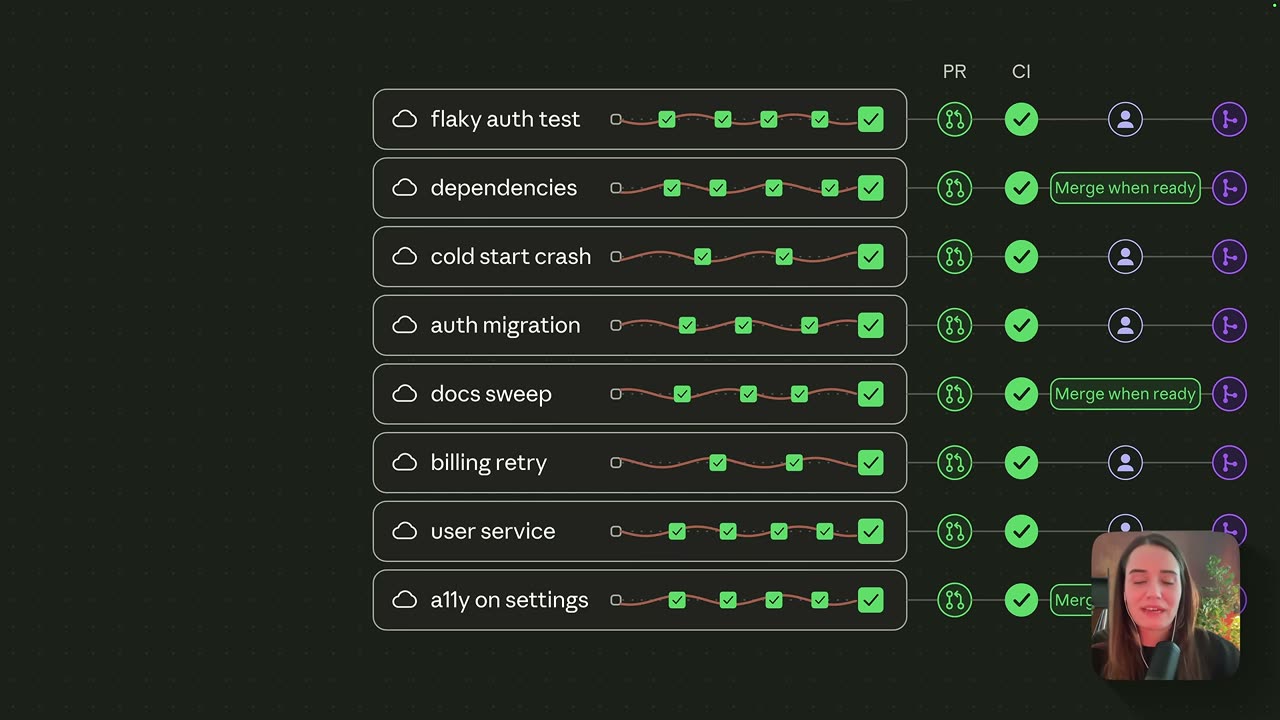 PR CI
flaky auth test
dependencies Merge when ready
cold start crash
auth migration
docs sweep Merge when ready
billing retry
user service
a11y on settings